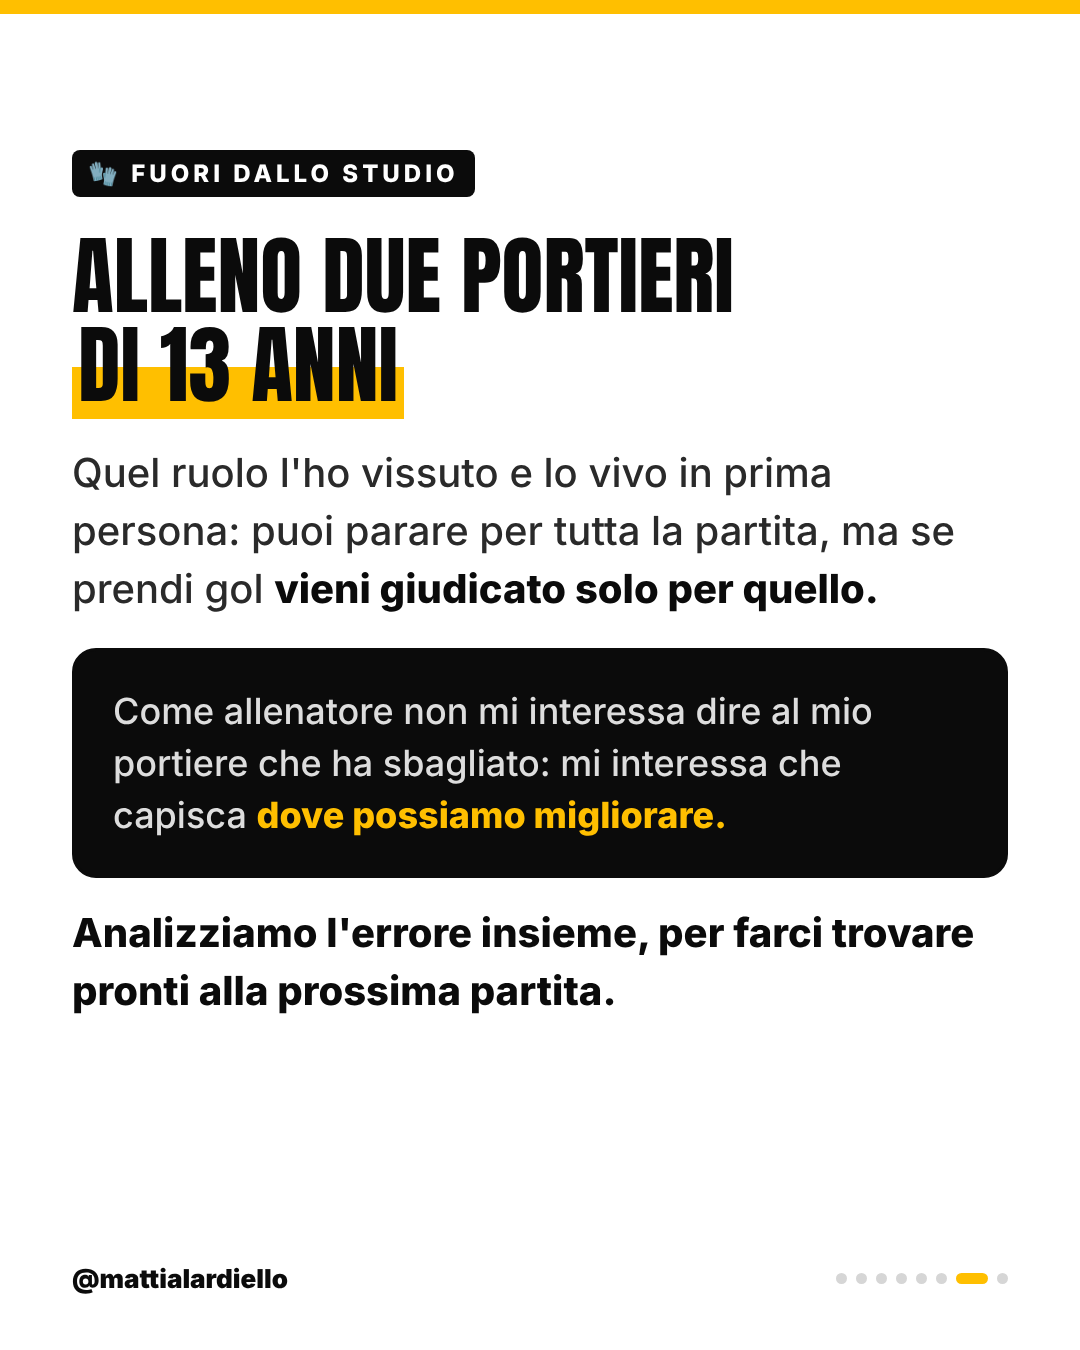 🧤 FUORI DALLO STUDIO
ALLENO DUE PORTIERI
DI 13 ANNI
Quel ruolo l'ho vissuto e lo vivo in prima
persona: puoi parare per tutta la partita, ma se
prendi gol vieni giudicato solo per quello.
Come allenatore non mi interessa dire al mio
portiere che ha sbagliato: mi interessa che
capisca dove possiamo migliorare.
Analizziamo l'errore insieme, per farci trovare
pronti alla prossima partita.
@mattialardiello